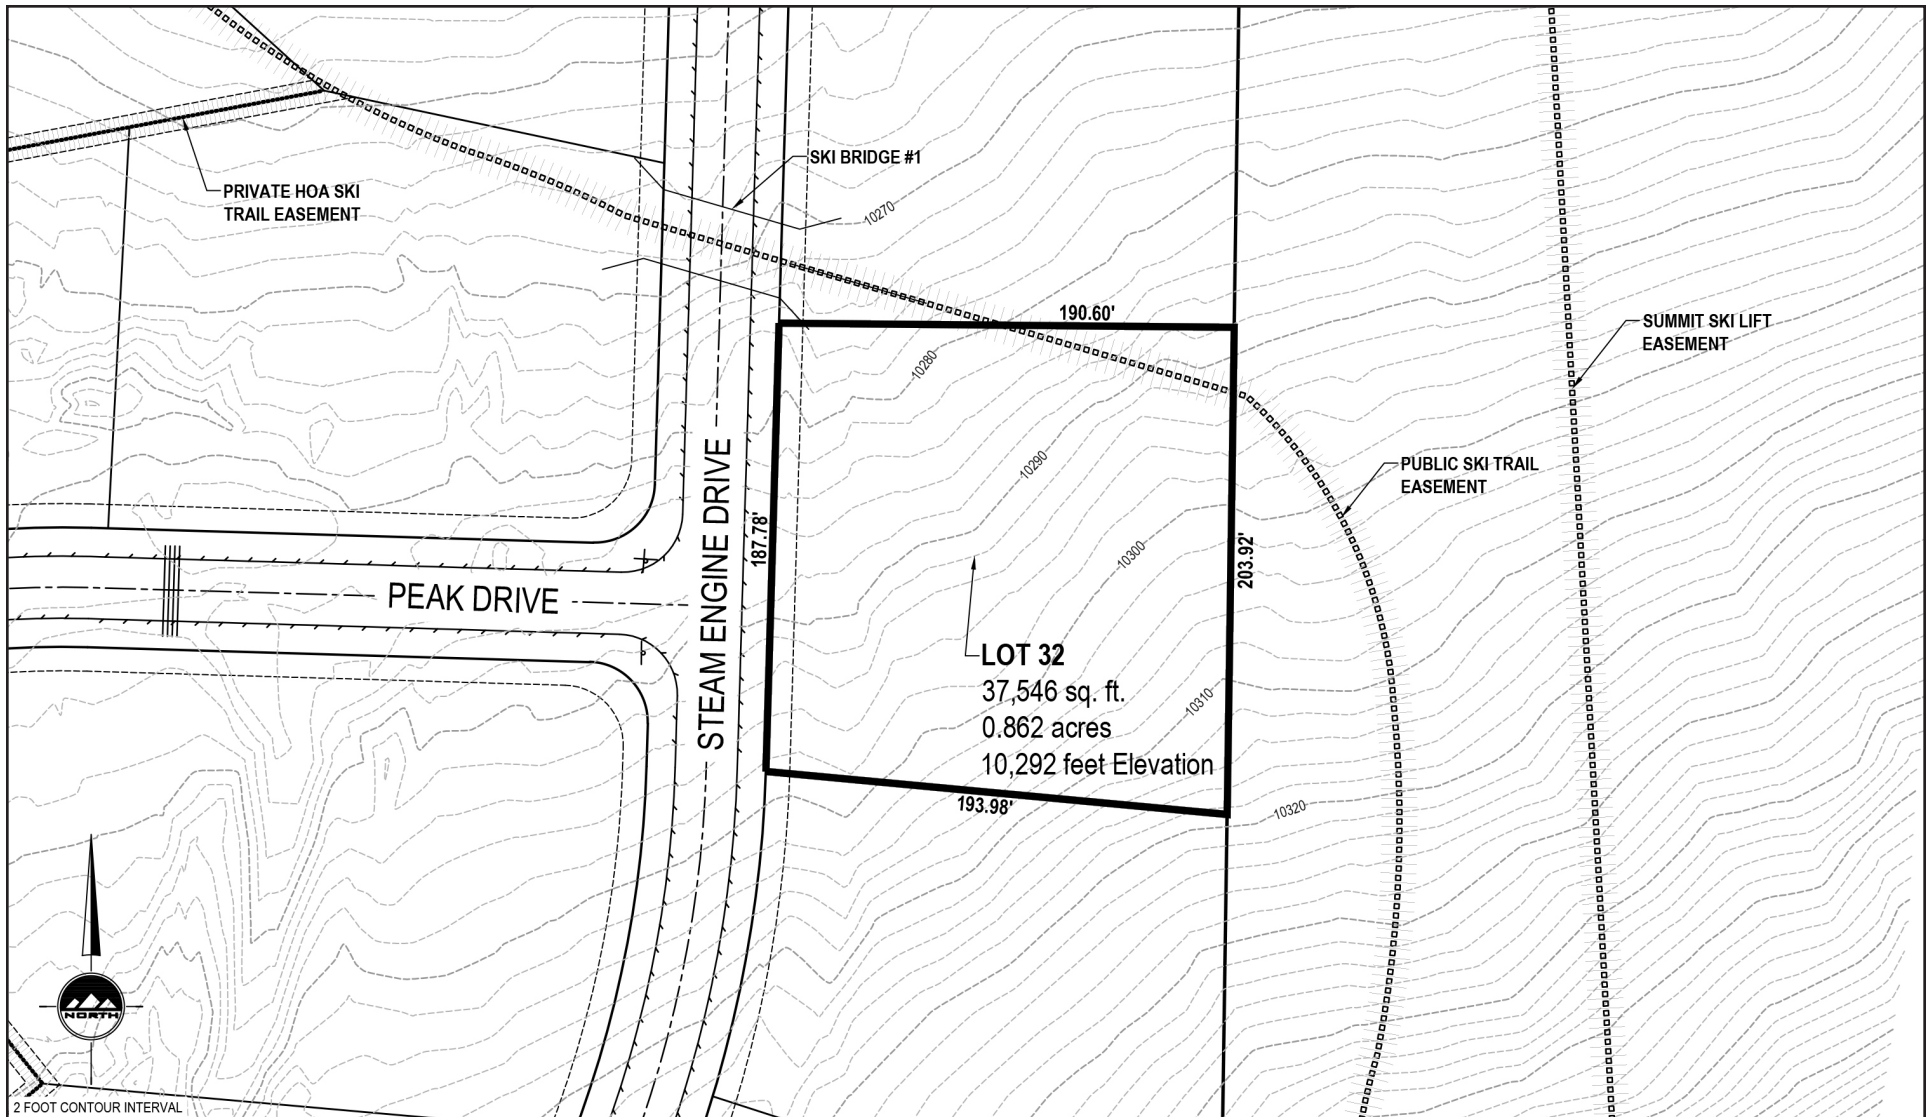 SKI BRIDGE #1
PRIVATE HOA SKI
TRAIL EASEMENT
10270
190.60'
SUMMIT SKI LIFT
EASEMENT
10280
10290
PUBLIC SKI TRAIL
EASEMENT
STEAM ENGINE DRIVE
187.78'
10300
203.92'
PEAK DRIVE
LOT 32
37,546 sq. ft.
0.862 acres
10,292 feet Elevation
10310
193.98'
10320
NORTH
2 FOOT CONTOUR INTERVAL